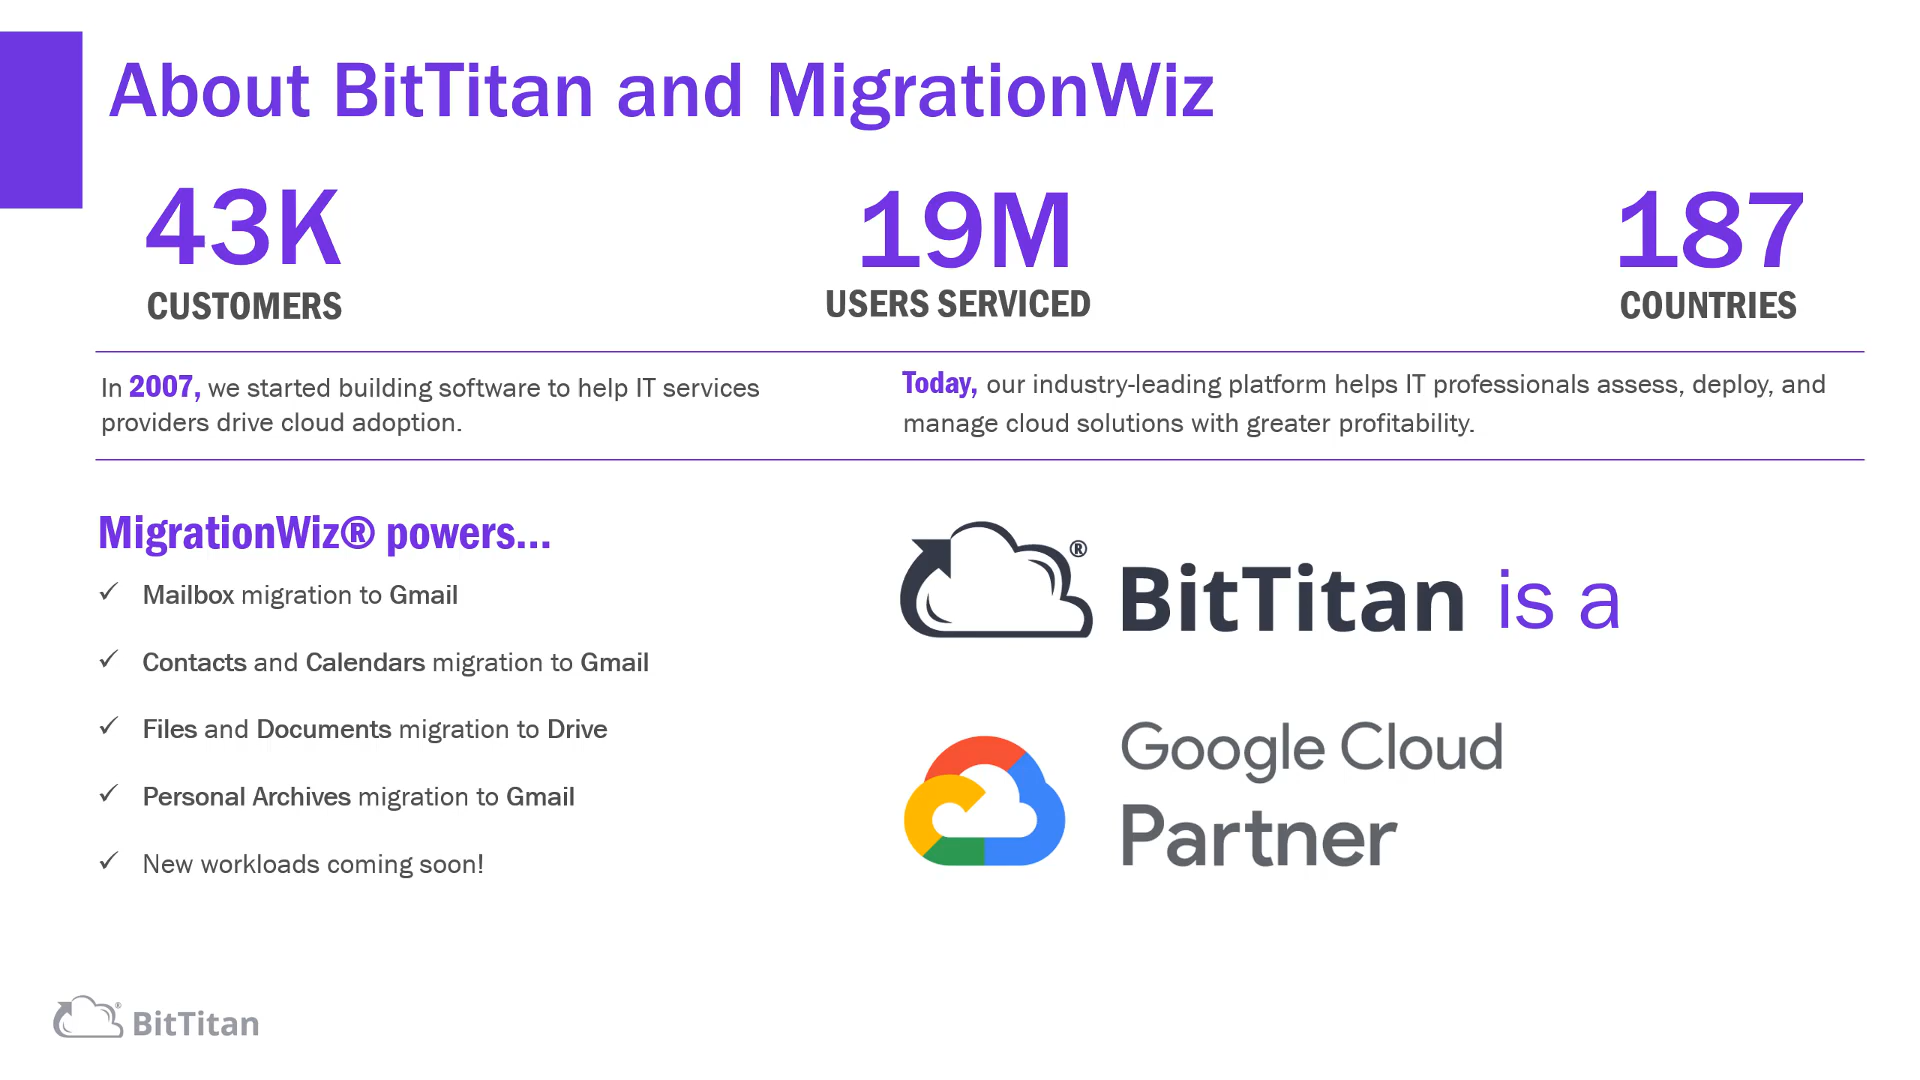 About BitTitan and MigrationWiz
43K
CUSTOMERS
19M
USERS SERVICED
187
COUNTRIES
In 2007, we started building software to help IT services
providers drive cloud adoption.
Today, our industry-leading platform helps IT professionals assess, deploy, and
manage cloud solutions with greater profitability.
MigrationWiz® powers...
✓ Mailbox migration to Gmail
✓ Contacts and Calendars migration to Gmail
✓ Files and Documents migration to Drive
✓ Personal Archives migration to Gmail
✓ New workloads coming soon!
® BitTitan is a
Google Cloud
Partner
® BitTitan